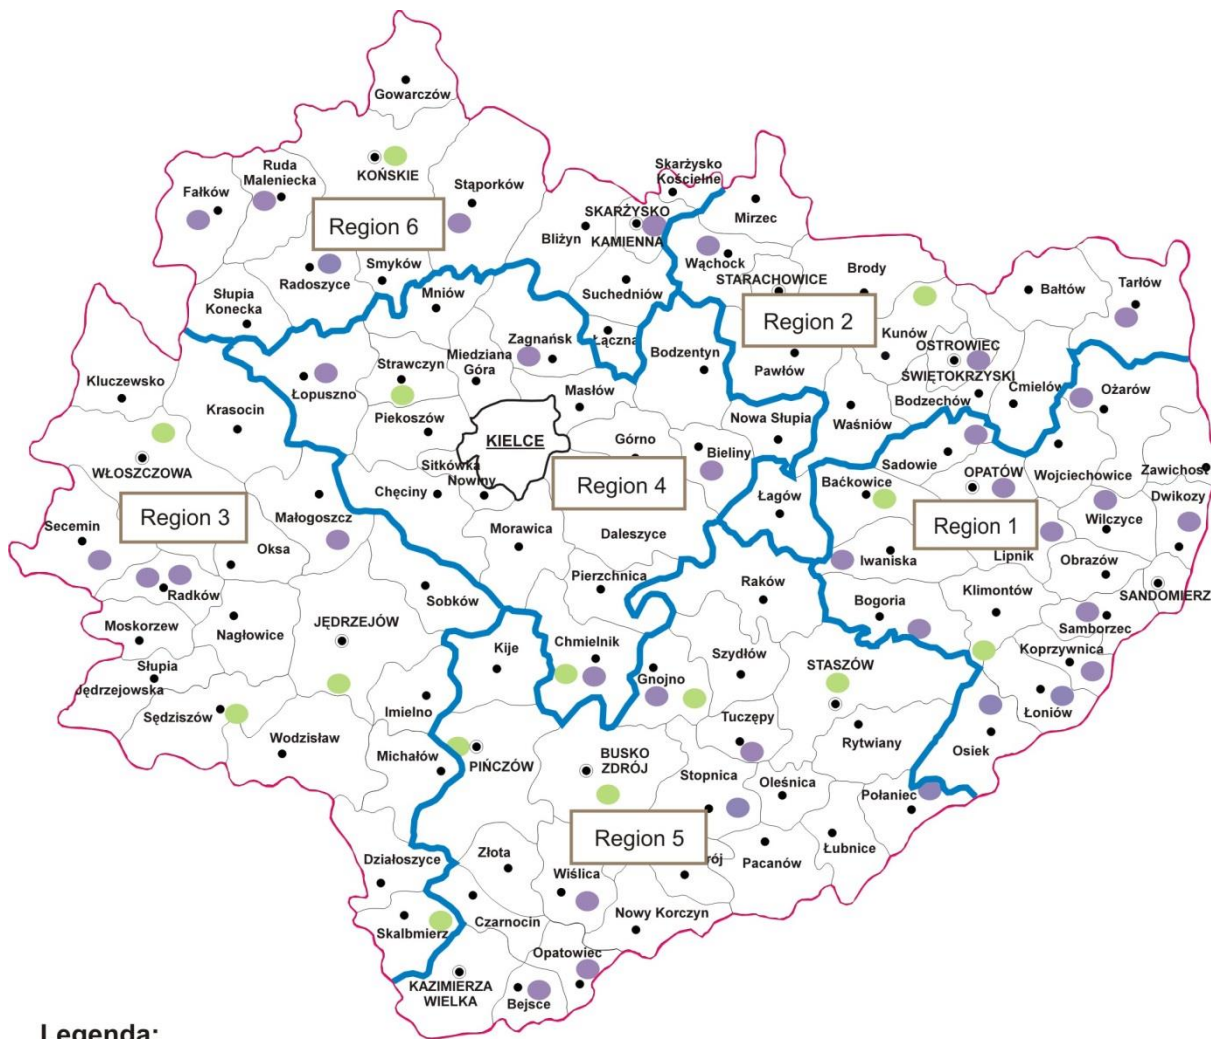 Gowarczów
KOŃSKIE
Ruda
Maleniecka
Fałków
Stąporków
Region 6
Radoszyce
Smyków
Słupia
Konecka
Skarżysko
Kościelne
SKARŻYSKO
KAMIENNA
Bliżyn
Suchedniów
Łączna
Mirzec
Wąchock
STARACHOWICE
Brody
Region 2
Pawłów
Kunów
OSTROWIEC
ŚWIĘTOKRZYSKI
Bodzechów
Ćmielów
Waśniów
Bałtów
Tarłów
Mniów
Zagnańsk
Bodzentyn
Łopuszno
Strawczyn
Miedziana
Góra
Masłów
Piekoszów
KIELCE
Górno
Nowa Słupia
Bieliny
Sitkówka
Nowiny
Chęciny
Region 4
Morawica
Daleszyce
Łagów
Pierzchnica
Chmielnik
Kluczewsko
Krasocin
WŁOSZCZOWA
Region 3
Secemin
Małogoszcz
Oksa
Radków
Sobków
Moskorzew
Nagłowice
JĘDRZEJÓW
Słupia
Jędrzejowska
Sędziszów
Imielno
Wodzisław
Michałów
Działoszyce
Skalbmierz
Ożarów
Sadowie
OPATÓW
Wojciechowice
Zawichost
Baćkowice
Region 1
Dwikozy
Wilczyce
Iwaniska
Lipnik
Obrazów
SANDOMIERZ
Klimontów
Bogoria
Samborzec
Koprzywnica
Łoniów
Osiek
Raków
Kije
Gnojno
Szydłów
STASZÓW
Tuczępy
Rytwiany
PIŃCZÓW
BUSKO
ZDRÓJ
Stopnica
Oleśnica
Połaniec
Region 5
Łubnice
Pacanów
rój
Złota
Wiślica
Czarnocin
Nowy Korczyn
Opatowiec
KAZIMIERZA
WIELKA
Bejsce
Legenda: